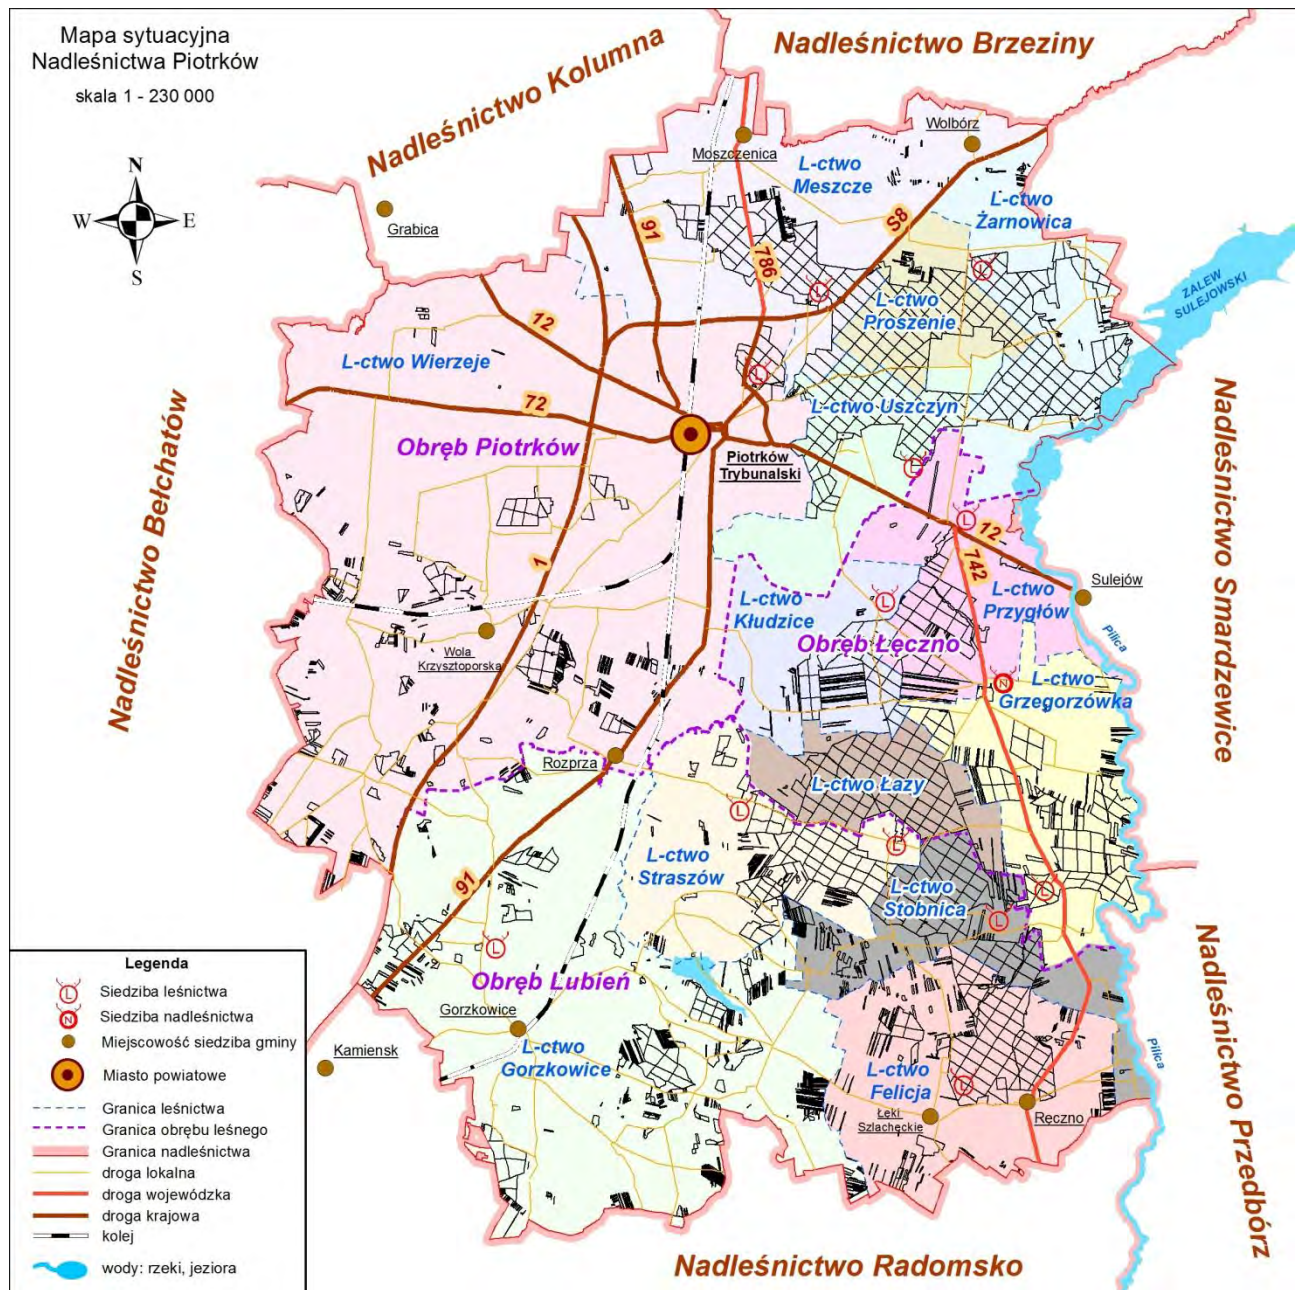 Mapa sytuacyjna
Nadleśnictwa Piotrków
skala 1 - 230 000
N
W
E
S
Nadleśnictwo Kolumna
Nadleśnictwo Brzeziny
Nadleśnictwo Bełchatów
Nadleśnictwo Smardzewice
Nadleśnictwo Przedbórz
Nadleśnictwo Radomsko
Grabica
Moszczenica
Wolbórz
L-ctwo
Meszcze
L-ctwo
Żarnowica
91
786
S8
ZALEW
SULEJOWSKI
L-ctwo
Proszenie
12
L-ctwo Wierzeje
72
L-ctwo Uszczyn
Obręb Piotrków
Piotrków
Trybunalski
1
12
742
Sulejów
L-ctwo
Przygłów
L-ctwo
Kłudzice
Obręb Łęczno
Pilica
Wola
Krzysztoporska
L-ctwo
Grzegorzówka
Rozprza
L-ctwo Łazy
L-ctwo
Straszów
L-ctwo
Stobnica
91
Obręb Lubień
Gorzkowice
L-ctwo
Gorzkowice
Kamiensk
L-ctwo
Felicja
Łęki
Szlacheckie
Ręczno
Pilica
L
L
L
L
L
L
N
L
L
L
L
L
L
Legenda
L Siedziba leśnictwa
N Siedziba nadleśnictwa
Miejscowość siedziba gminy
Miasto powiatowe
Granica leśnictwa
Granica obrębu leśnego
Granica nadleśnictwa
droga lokalna
droga wojewódzka
droga krajowa
kolej
wody: rzeki, jeziora